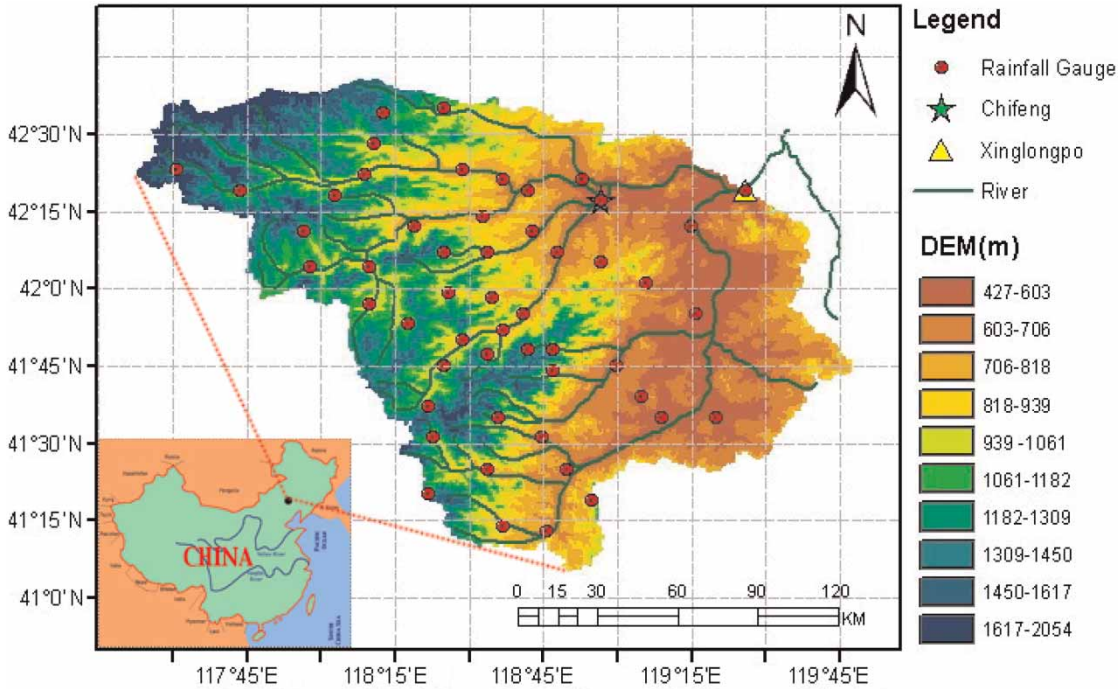 N
Legend
Rainfall Gauge
Chifeng
Xinglongpo
River
DEM(m)
427-603
603-706
706-818
818-939
939 -1061
1061-1182
1182-1309
1309-1450
1450-1617
1617-2054
42°30'N
42°15'N
42°0'N
41°45'N
41°30'N
41°15'N
41°0'N
CHINA
0 15 30 60 90 120
KM
117°45'E 118°15'E 118°45'E 119°15'E 119°45'E